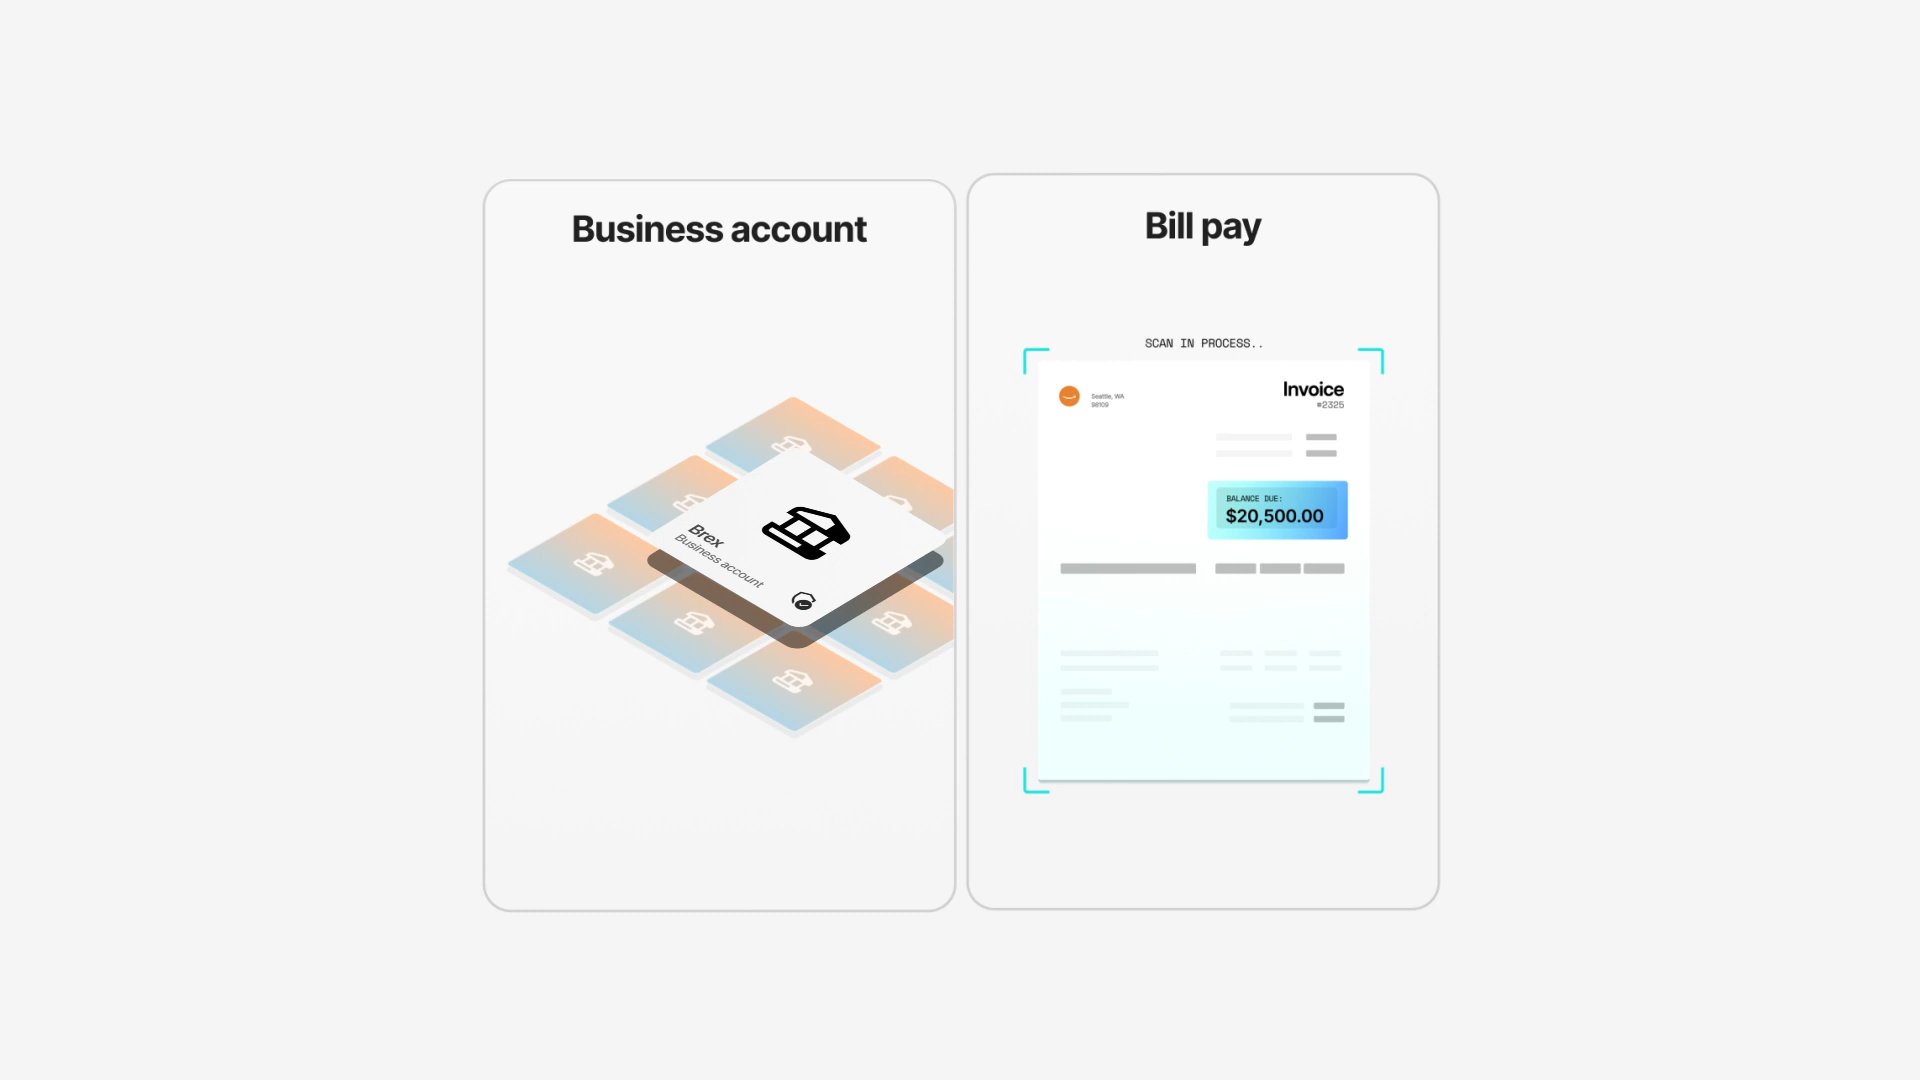 Business account
Brex
Business account
Bill pay
SCAN IN PROCESS..
Seattle, WA
98109
Invoice
#2325
BALANCE DUE:
$20,500.00